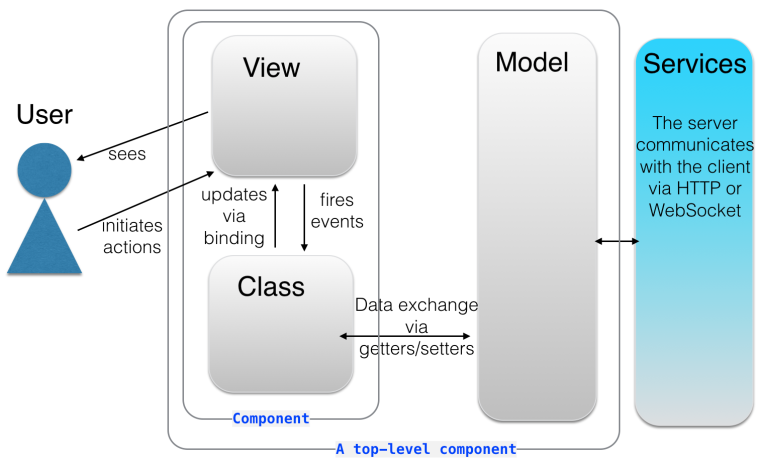 User
sees
initiates
actions
View
updates
via
binding
fires
events
Class
Data exchange
via
getters/setters
Component
Model
A top-level component
Services
The server
communicates
with the client
via HTTP or
WebSocket